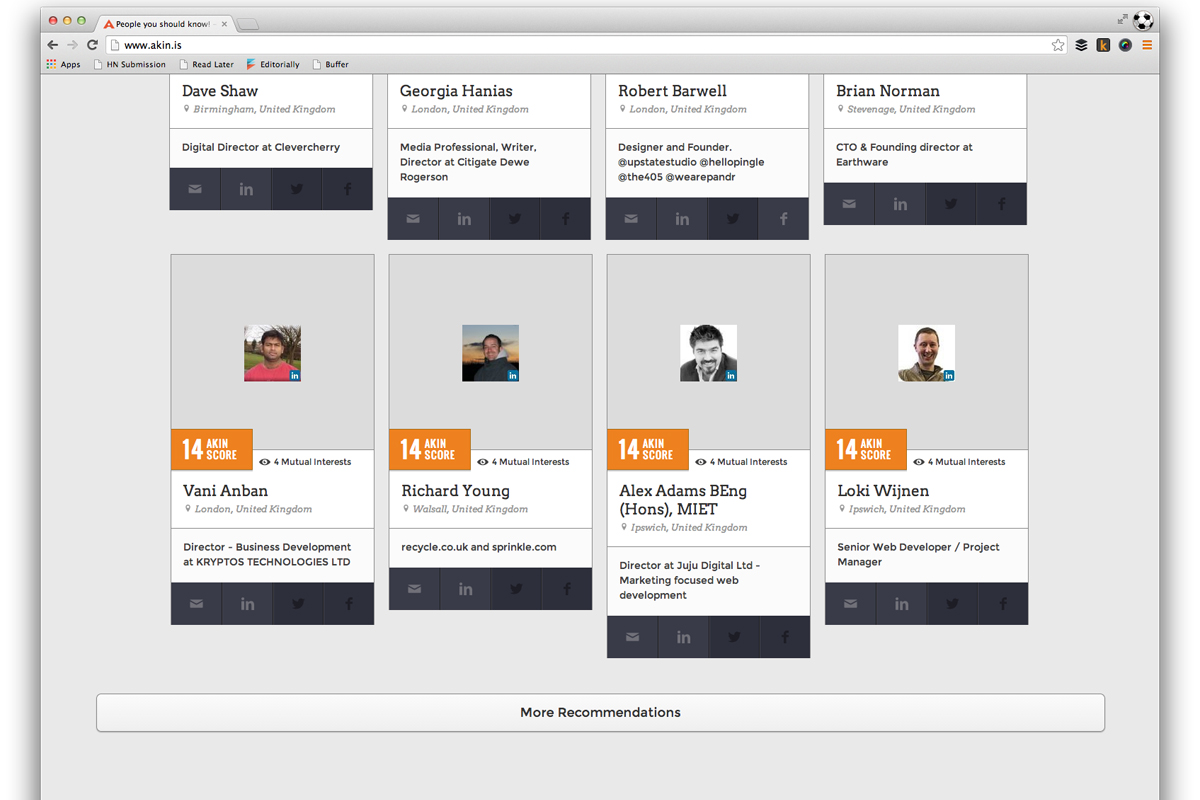 People you should know! -
www.akin.is
Apps
HN Submission
Read Later
Editorially
Buffer
Dave Shaw
Birmingham, United Kingdom
Digital Director at Clevercherry
in
f
Georgia Hanias
London, United Kingdom
Media Professional, Writer,
Director at Citigate Dewe
Rogerson
in
f
Robert Barwell
London, United Kingdom
Designer and Founder.
@upstatestudio @hellopingle
@the405 @wearepandr
in
f
Brian Norman
Stevenage, United Kingdom
CTO & Founding director at
Earthware
in
f
in
14 AKIN SCORE
4 Mutual Interests
Vani Anban
London, United Kingdom
Director - Business Development
at KRYPTOS TECHNOLOGIES LTD
in
f
in
14 AKIN SCORE
4 Mutual Interests
Richard Young
Walsall, United Kingdom
recycle.co.uk and sprinkle.com
in
f
in
14 AKIN SCORE
4 Mutual Interests
Alex Adams BEng
(Hons), MIET
Ipswich, United Kingdom
Director at Juju Digital Ltd -
Marketing focused web
development
in
f
in
14 AKIN SCORE
4 Mutual Interests
Loki Wijnen
Ipswich, United Kingdom
Senior Web Developer / Project
Manager
in
f
More Recommendations